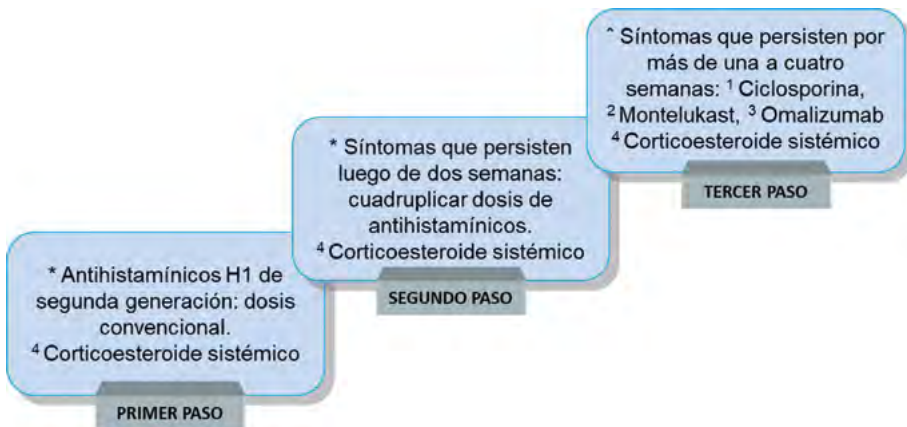 * Antihistamínicos H1 de
segunda generación: dosis
convencional.
⁴ Corticoesteroide sistémico
PRIMER PASO
* Síntomas que persisten
luego de dos semanas:
cuadruplicar dosis de
antihistamínicos.
⁴ Corticoesteroide sistémico
SEGUNDO PASO
ˆ Síntomas que persisten por
más de una a cuatro
semanas: ¹ Ciclosporina,
² Montelukast, ³ Omalizumab
⁴ Corticoesteroide sistémico
TERCER PASO